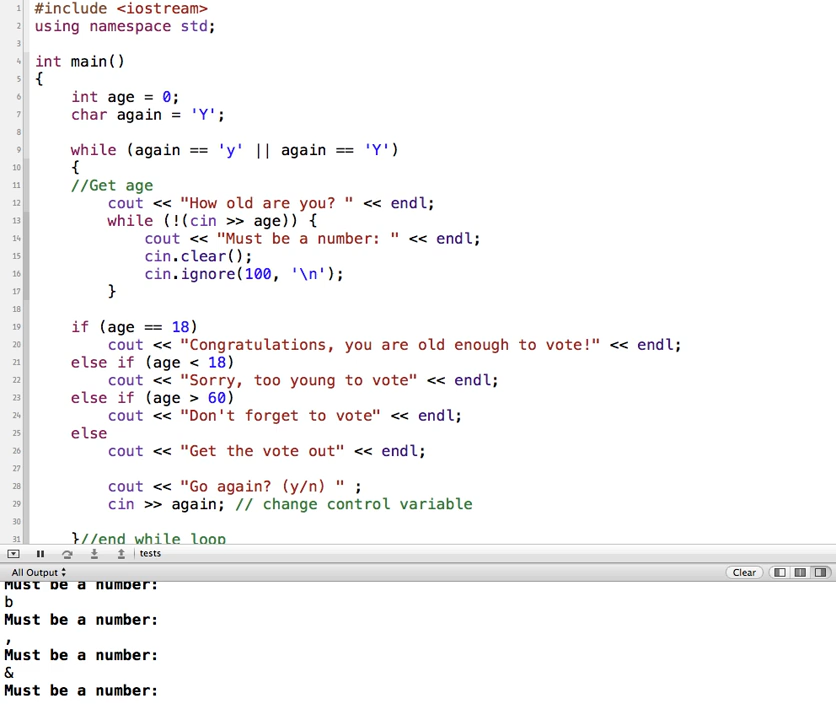 1 #include <iostream>
2 using namespace std;
3
4 int main()
5 {
6 int age = 0;
7 char again = 'Y';
8
9 while (again == 'y' || again == 'Y')
10 {
11 //Get age
12 cout << "How old are you? " << endl;
13 while (!(cin >> age)) {
14 cout << "Must be a number: " << endl;
15 cin.clear();
16 cin.ignore(100, '\n');
17 }
18
19 if (age == 18)
20 cout << "Congratulations, you are old enough to vote!" << endl;
21 else if (age < 18)
22 cout << "Sorry, too young to vote" << endl;
23 else if (age > 60)
24 cout << "Don't forget to vote" << endl;
25 else
26 cout << "Get the vote out" << endl;
27
28 cout << "Go again? (y/n) " ;
29 cin >> again; // change control variable
30
31 }//end while loop
tests
All Output Clear
Must be a number:
b
Must be a number:
,
Must be a number:
&
Must be a number: